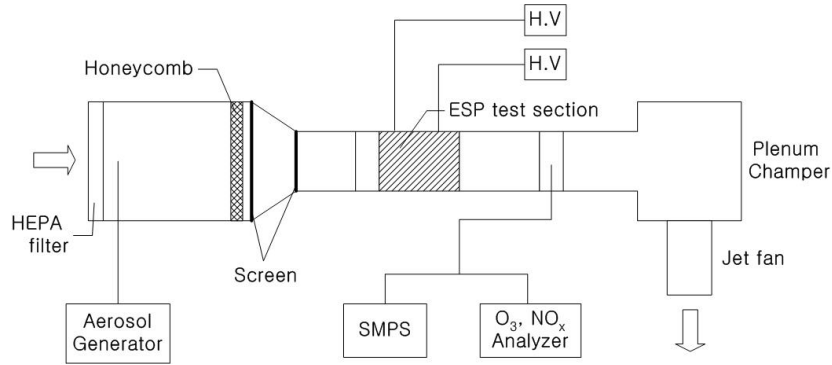 H.V
H.V
Honeycomb
ESP test section
Plenum
Champer
HEPA
filter
Screen
Jet fan
Aerosol
Generator
SMPS
O₃, NOₓ
Analyzer